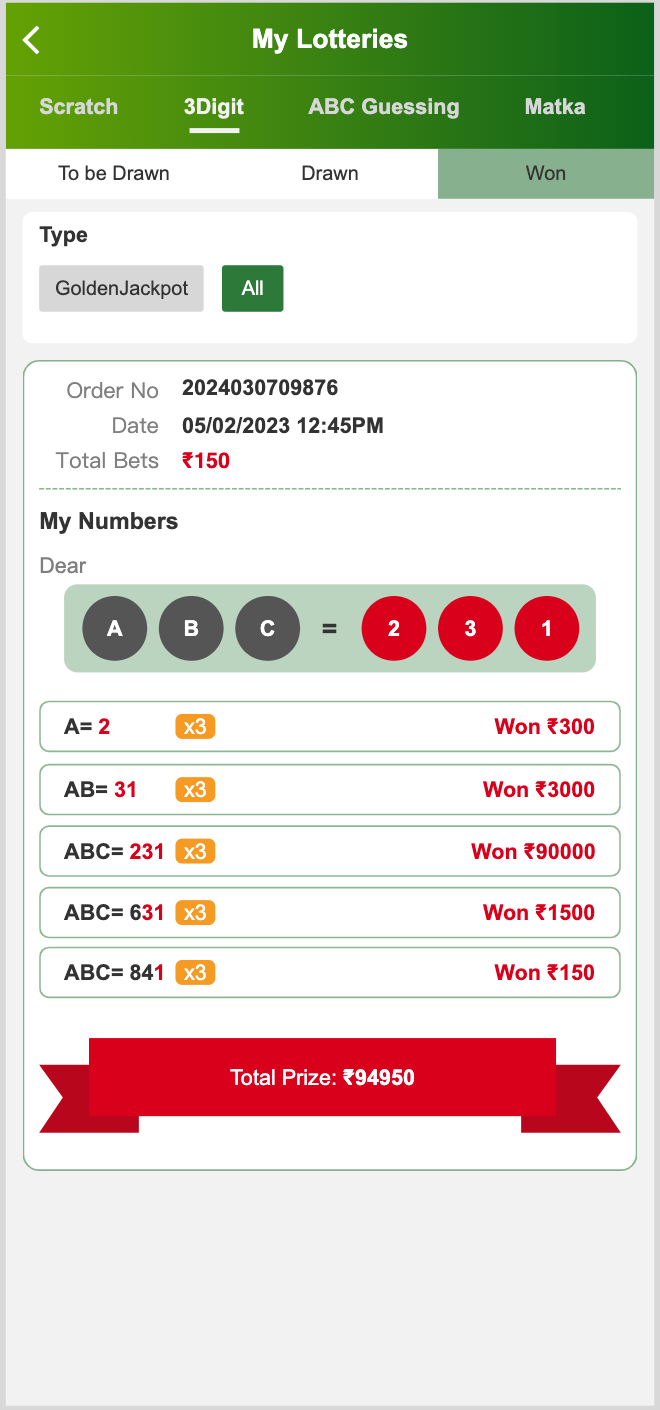 My Lotteries
Scratch 3Digit ABC Guessing Matka
To be Drawn Drawn Won
Type
GoldenJackpot All
Order No 2024030709876
Date 05/02/2023 12:45PM
Total Bets ₹150
My Numbers
Dear
A B C = 2 3 1
A= 2 x3 Won ₹300
AB= 31 x3 Won ₹3000
ABC= 231 x3 Won ₹90000
ABC= 631 x3 Won ₹1500
ABC= 841 x3 Won ₹150
Total Prize: ₹94950